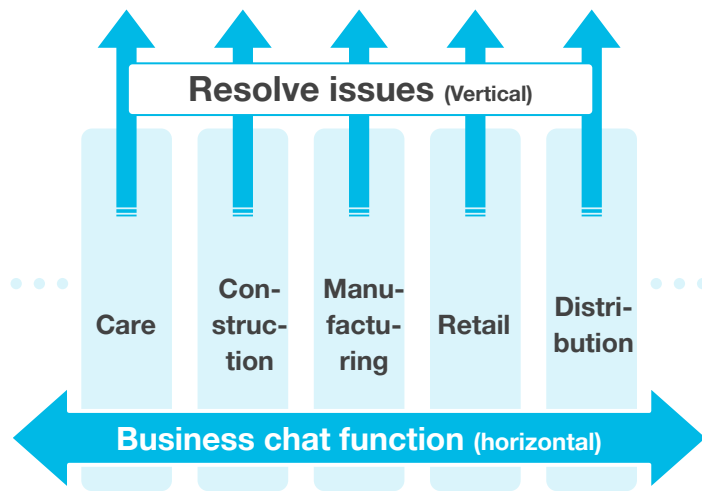 Resolve issues (Vertical)
Care
Con-
struc-
tion
Manu-
factu-
ring
Retail
Distri-
bution
Business chat function (horizontal)